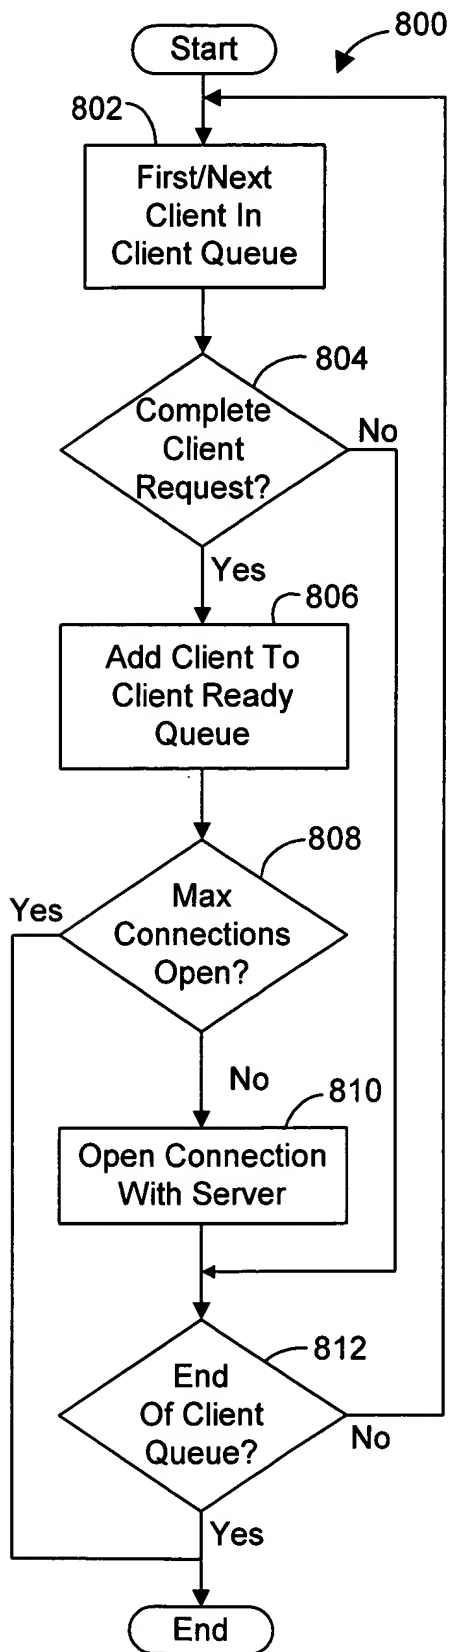 Start
800
802
First/Next
Client In
Client Queue
804
Complete
Client
Request?
No
Yes
806
Add Client To
Client Ready
Queue
808
Yes
Max
Connections
Open?
No
810
Open Connection
With Server
812
End
Of Client
Queue?
No
Yes
End